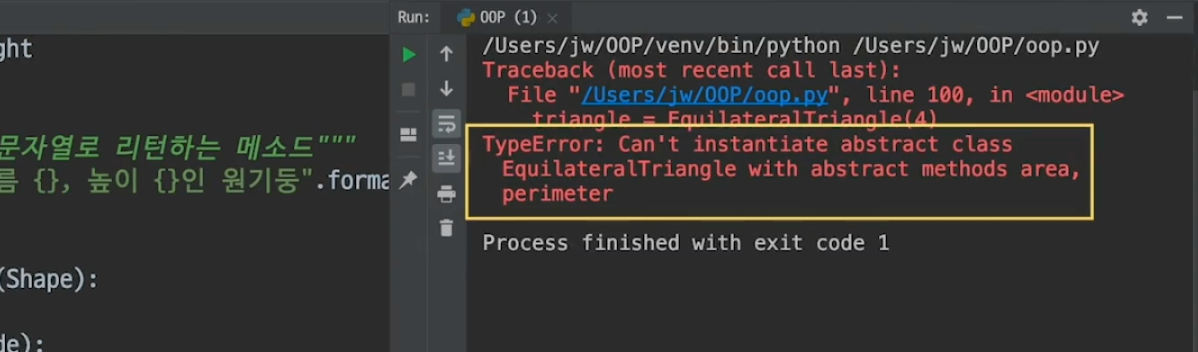 Run: OOP (1)
ght
/Users/jw/OOP/venv/bin/python /Users/jw/OOP/oop.py
Traceback (most recent call last):
File "/Users/jw/OOP/oop.py", line 100, in <module>
triangle = EquilateralTriangle(4)
문자열로 리턴하는 메소드"""
TypeError: Can't instantiate abstract class
름 {}, 높이 {}인 원기둥".forma
EquilateralTriangle with abstract methods area,
perimeter
Process finished with exit code 1
(Shape):
de):